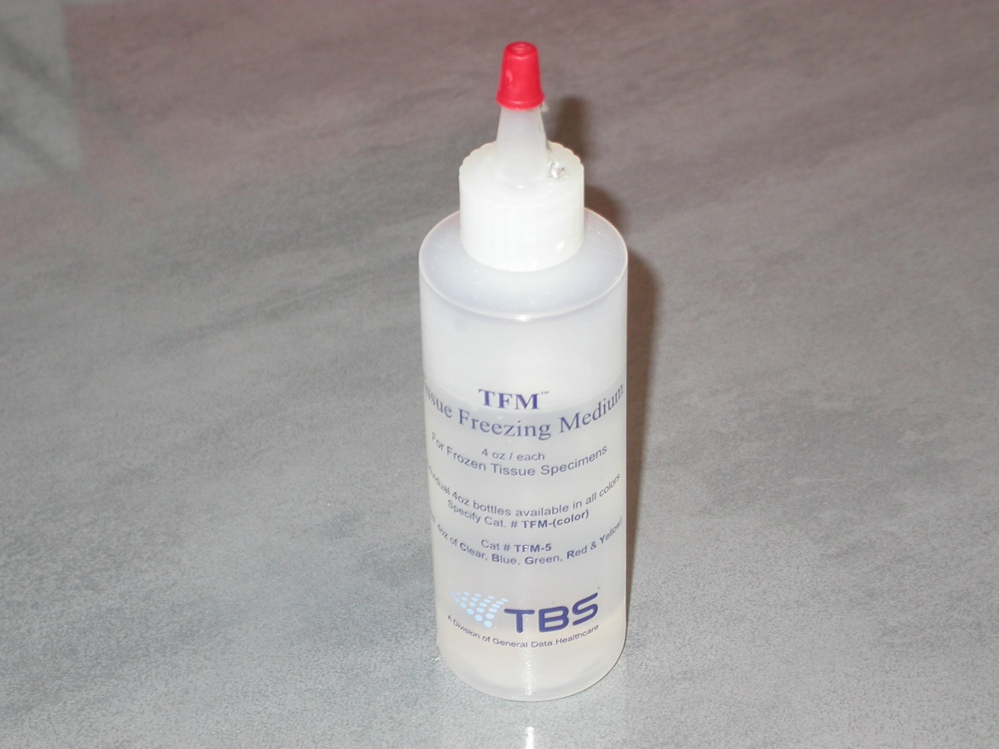 TFM™
Tissue Freezing Medium
4 oz / each
For Frozen Tissue Specimens
4oz bottles available in all colors.
Specify Cat. # TFM-(color)
Cat # TFM-5
4oz of Clear, Blue, Green, Red & Yellow
TBS
A Division of General Data Healthcare